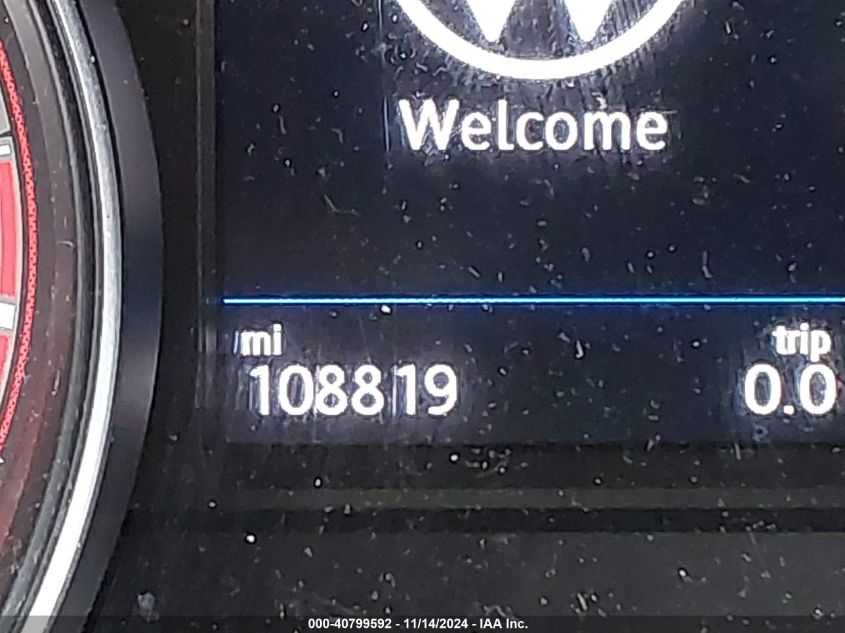 Welcome
mi
trip
108819
0.0
000-40799592 - 11/14/2024 - IAA Inc.